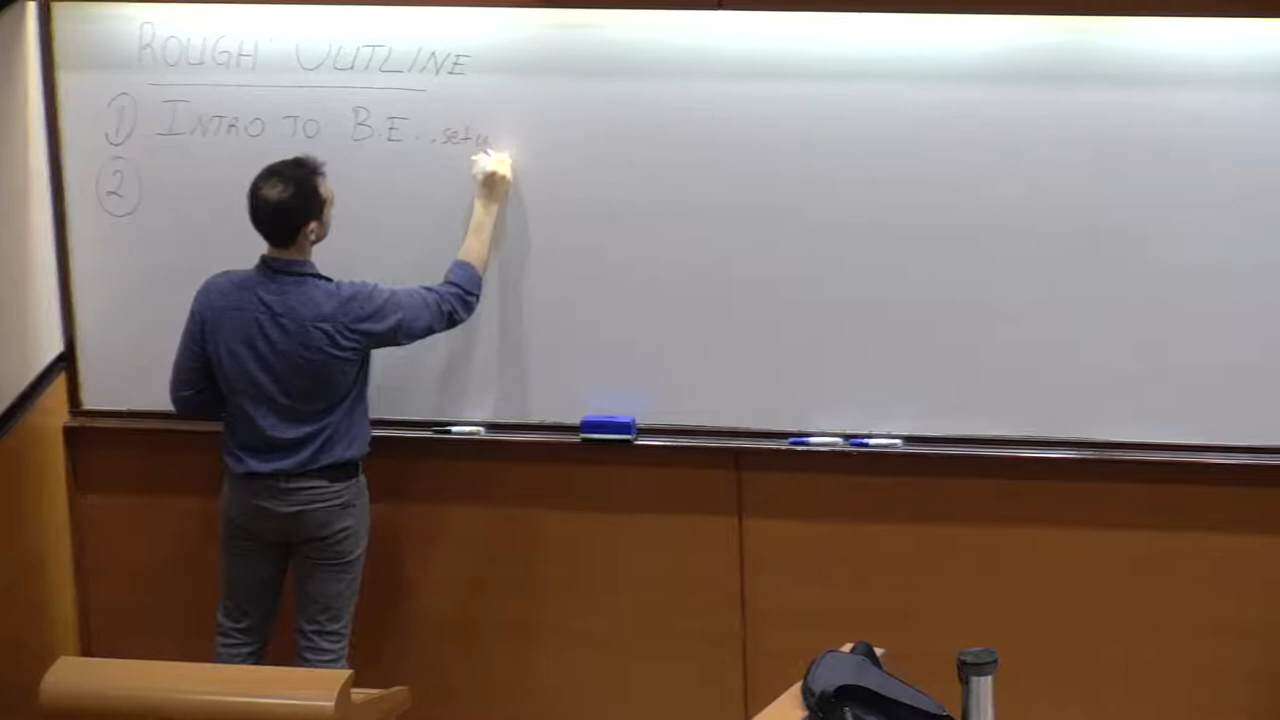 ROUGH OUTLINE
① INTRO TO B.E. . setu
②